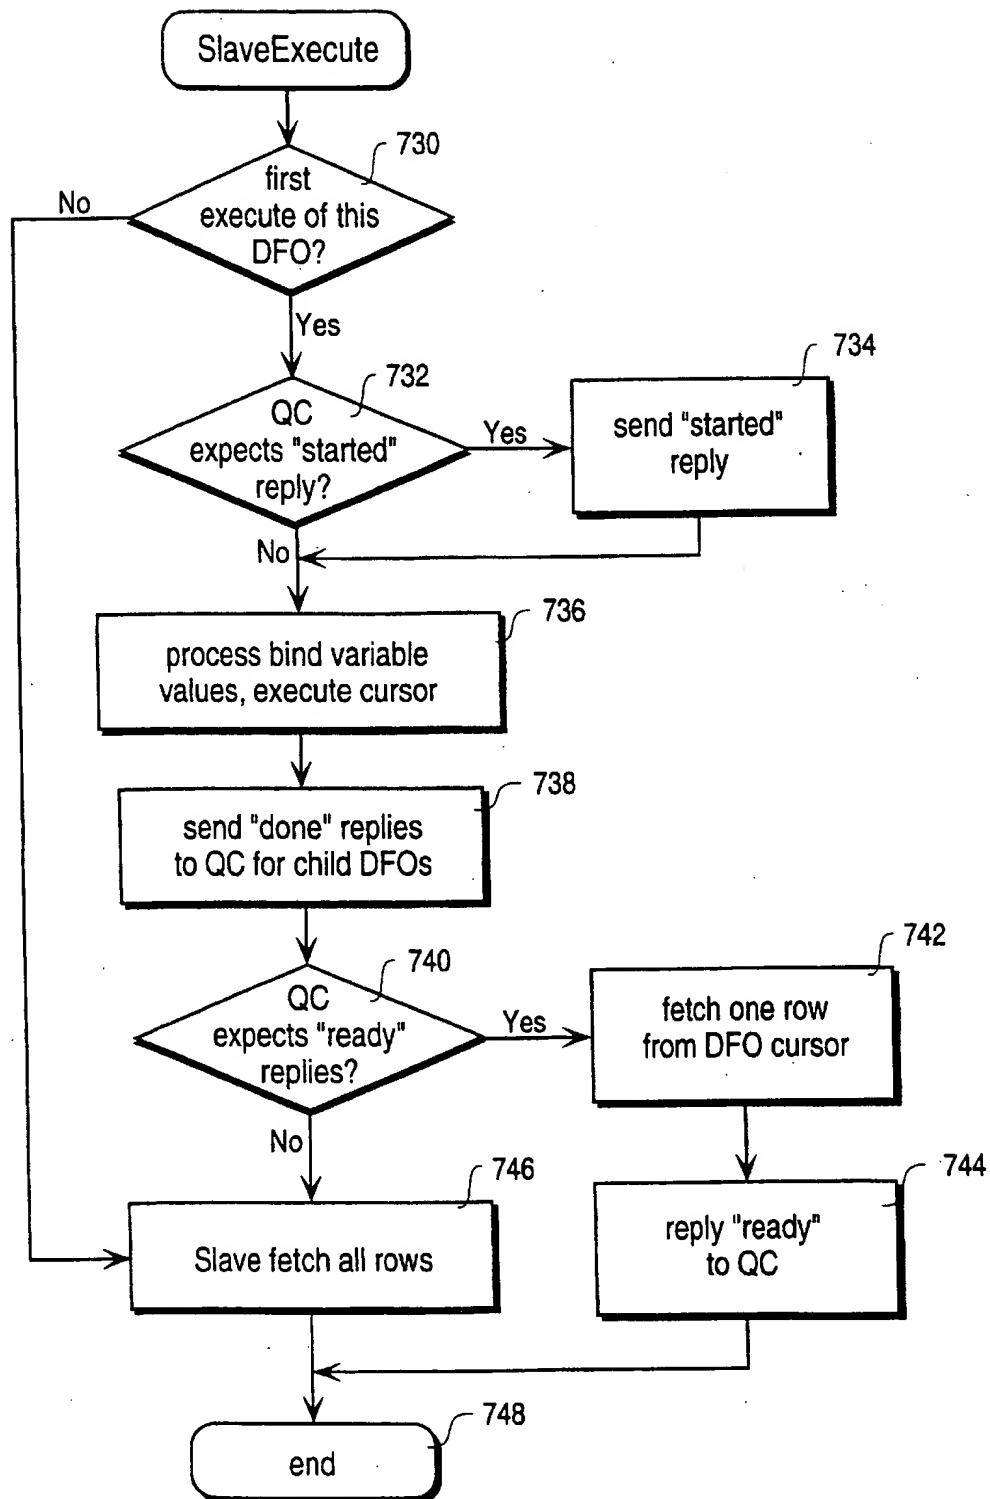 SlaveExecute
730
first
execute of this
DFO?
No
Yes
732
QC
expects "started"
reply?
Yes
734
send "started"
reply
No
736
process bind variable
values, execute cursor
738
send "done" replies
to QC for child DFOs
740
QC
expects "ready"
replies?
Yes
742
fetch one row
from DFO cursor
No
746
Slave fetch all rows
744
reply "ready"
to QC
748
end